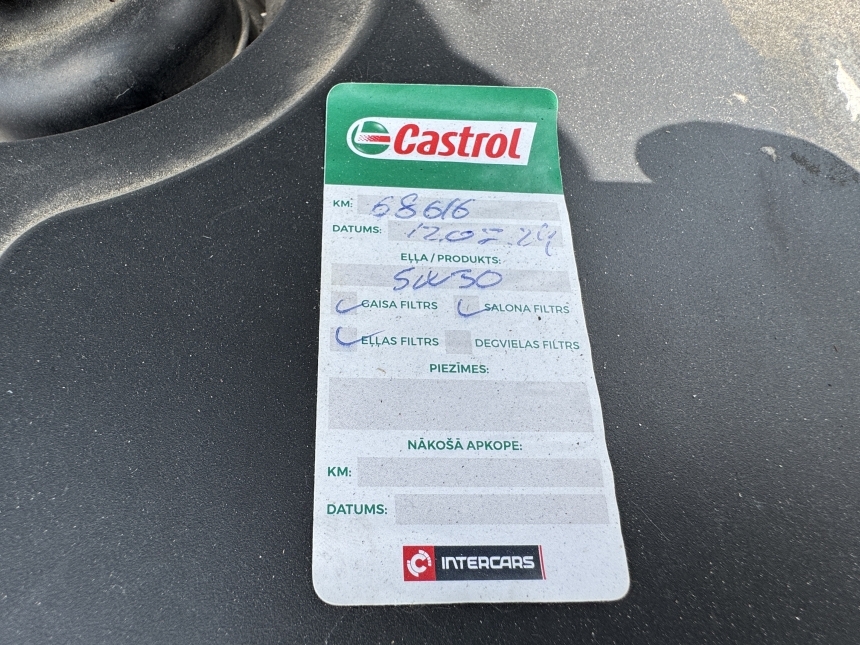 Castrol
KM: 68616
DATUMS: 12.07.24
EĻĻA / PRODUKTS:
5W30
GAISA FILTRS SALONA FILTRS
EĻĻAS FILTRS DEGVIELAS FILTRS
PIEZĪMES:
NĀKOŠĀ APKOPE:
KM:
DATUMS:
INTERCARS